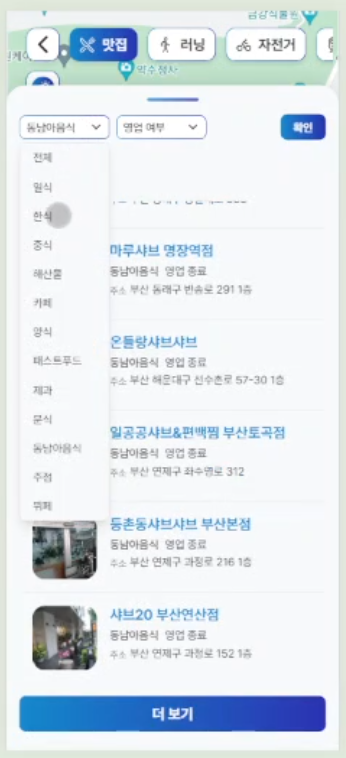 금강식물원
맛집
러닝
자전거
약수정사
동남아음식
영업 여부
확인
전체
일식
한식
중식
해산물
카페
양식
패스트푸드
제과
분식
동남아음식
주점
뷔페
마루샤브 명장역점
동남아음식 영업 종료
주소 부산 동래구 반송로 291 1층
온들랑샤브샤브
동남아음식 영업 종료
주소 부산 해운대구 선수촌로 57-30 1층
일공공샤브&편백찜 부산토곡점
동남아음식 영업 종료
주소 부산 연제구 좌수영로 312
등촌동샤브샤브 부산본점
동남아음식 영업 종료
주소 부산 연제구 과정로 216 1층
샤브20 부산연산점
동남아음식 영업 종료
주소 부산 연제구 과정로 152 1층
더 보기